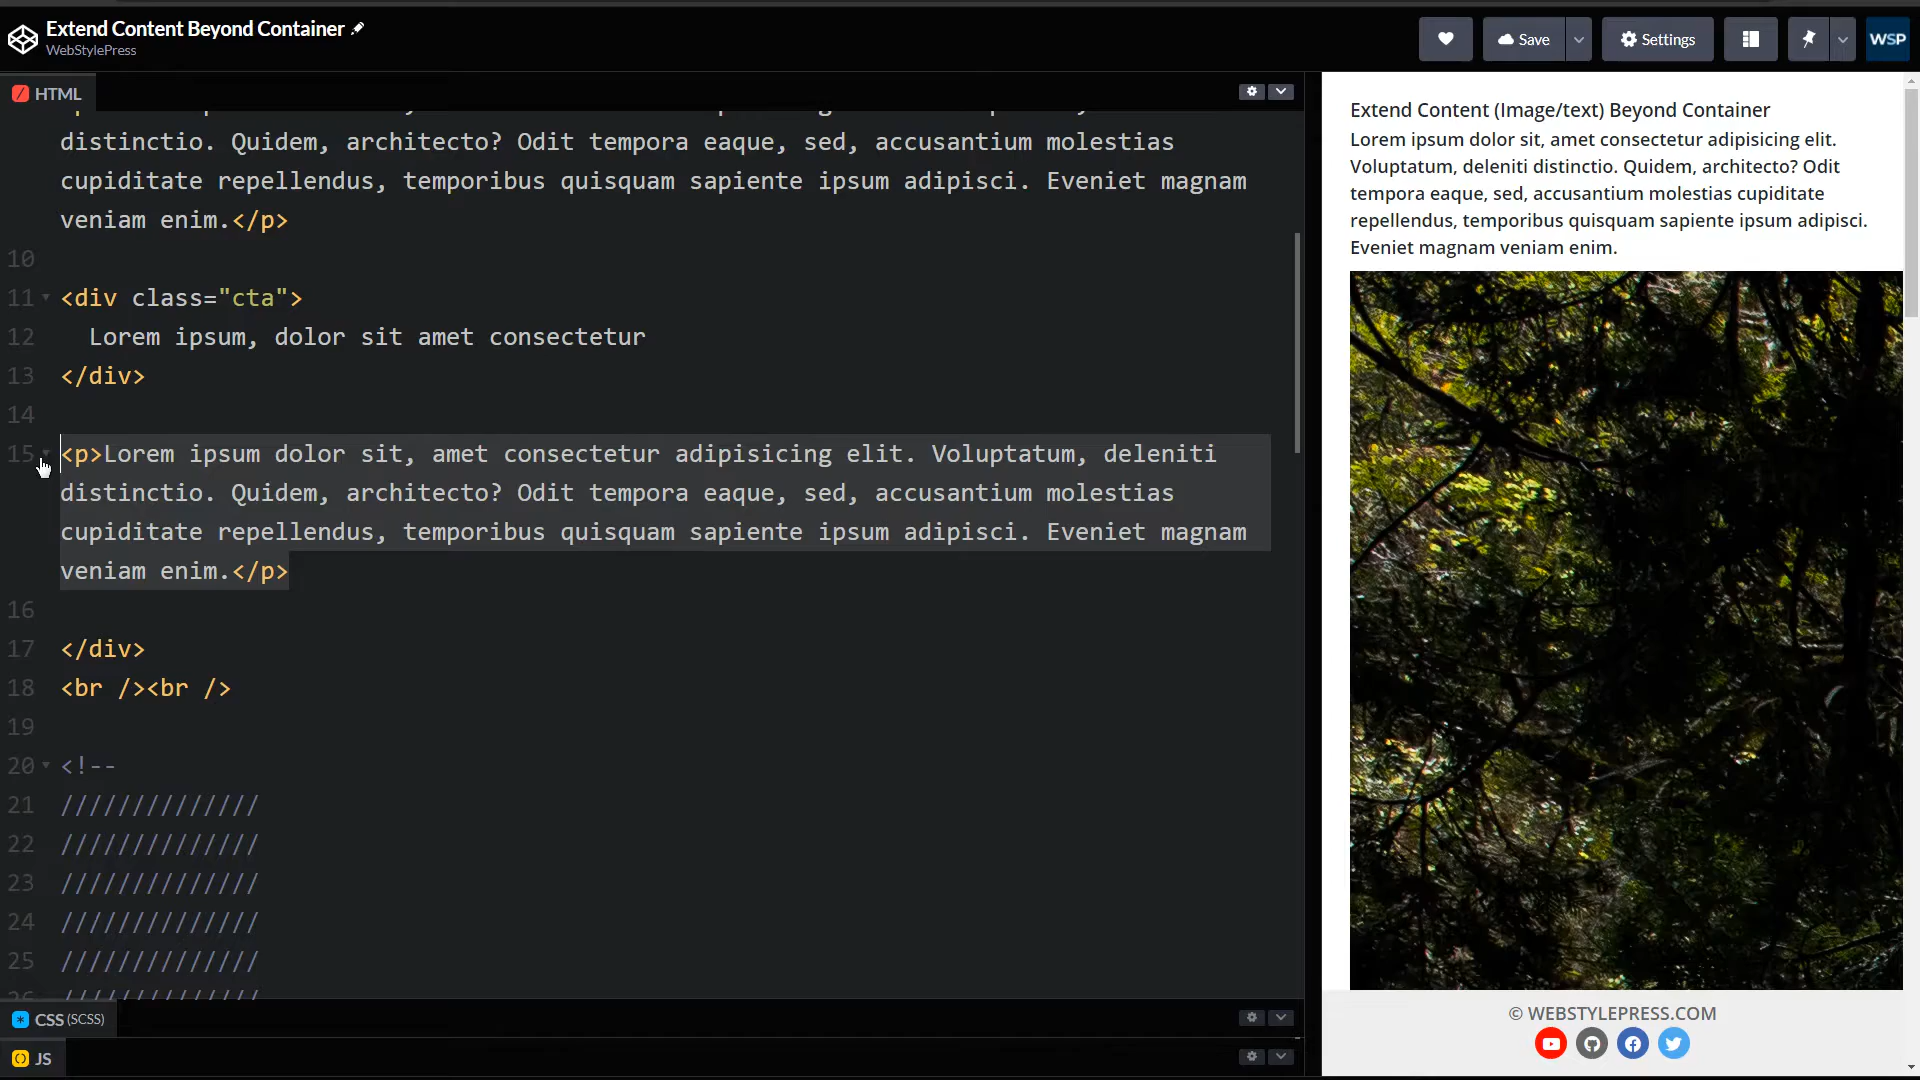 Extend Content Beyond Container
WebStylePress
Save
Settings
WSP
HTML
distinctio. Quidem, architecto? Odit tempora eaque, sed, accusantium molestias
cupiditate repellendus, temporibus quisquam sapiente ipsum adipisci. Eveniet magnam
veniam enim.</p>
10
11 <div class="cta">
12 Lorem ipsum, dolor sit amet consectetur
13 </div>
14
15 <p>Lorem ipsum dolor sit, amet consectetur adipisicing elit. Voluptatum, deleniti
distinctio. Quidem, architecto? Odit tempora eaque, sed, accusantium molestias
cupiditate repellendus, temporibus quisquam sapiente ipsum adipisci. Eveniet magnam
veniam enim.</p>
16
17 </div>
18 <br /><br />
19
20 <!--
21 //////////////
22 //////////////
23 //////////////
24 //////////////
25 //////////////
26 //////////////
CSS (SCSS)
JS
Extend Content (Image/text) Beyond Container
Lorem ipsum dolor sit, amet consectetur adipisicing elit.
Voluptatum, deleniti distinctio. Quidem, architecto? Odit
tempora eaque, sed, accusantium molestias cupiditate
repellendus, temporibus quisquam sapiente ipsum adipisci.
Eveniet magnam veniam enim.
© WEBSTYLEPRESS.COM